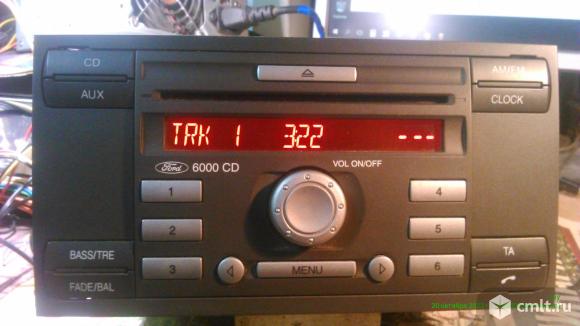 CD
AM/FM
AUX
CLOCK
TRK 1 3:22 ---
Ford 6000 CD
VOL ON/OFF
1
4
2
5
BASS/TRE
TA
3
MENU
6
FADE/BAL
cmlt.ru